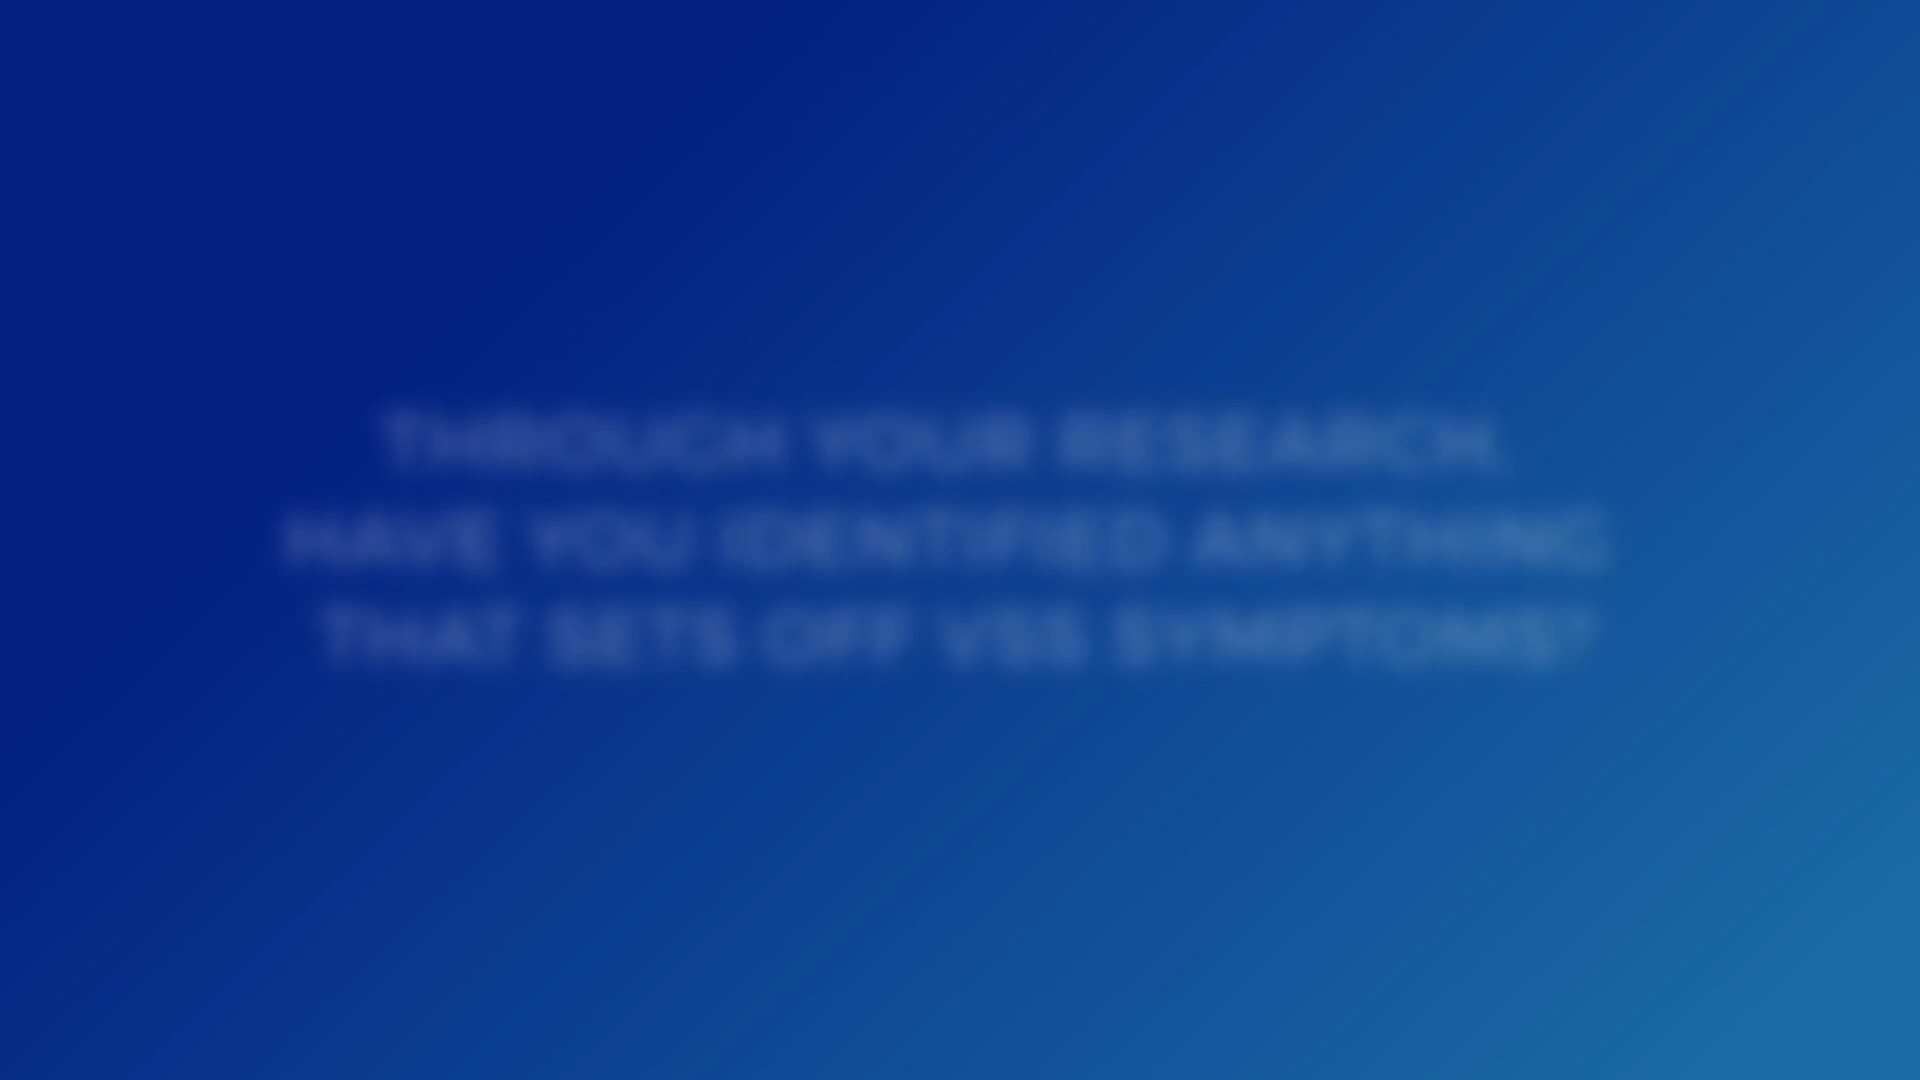 THROUGH YOUR RESEARCH,
HAVE YOU IDENTIFIED ANYTHING
THAT SETS OFF VSS SYMPTOMS?